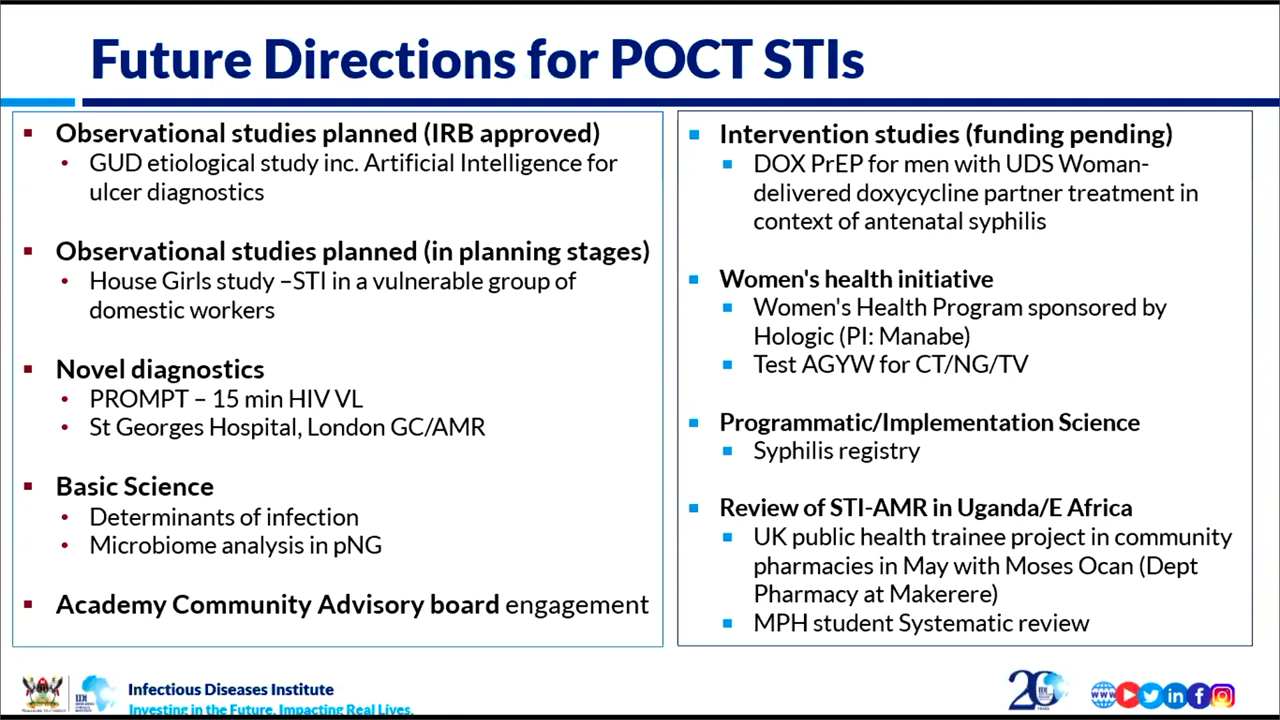 Future Directions for POCT STIs
Observational studies planned (IRB approved)
GUD etiological study inc. Artificial Intelligence for
ulcer diagnostics
Observational studies planned (in planning stages)
House Girls study –STI in a vulnerable group of
domestic workers
Novel diagnostics
PROMPT – 15 min HIV VL
St Georges Hospital, London GC/AMR
Basic Science
Determinants of infection
Microbiome analysis in pNG
Academy Community Advisory board engagement
Intervention studies (funding pending)
DOX PrEP for men with UDS Woman-
delivered doxycycline partner treatment in
context of antenatal syphilis
Women's health initiative
Women's Health Program sponsored by
Hologic (PI: Manabe)
Test AGYW for CT/NG/TV
Programmatic/Implementation Science
Syphilis registry
Review of STI-AMR in Uganda/E Africa
UK public health trainee project in community
pharmacies in May with Moses Ocan (Dept
Pharmacy at Makerere)
MPH student Systematic review
Infectious Diseases Institute
Investing in the Future. Impacting Real Lives.
20